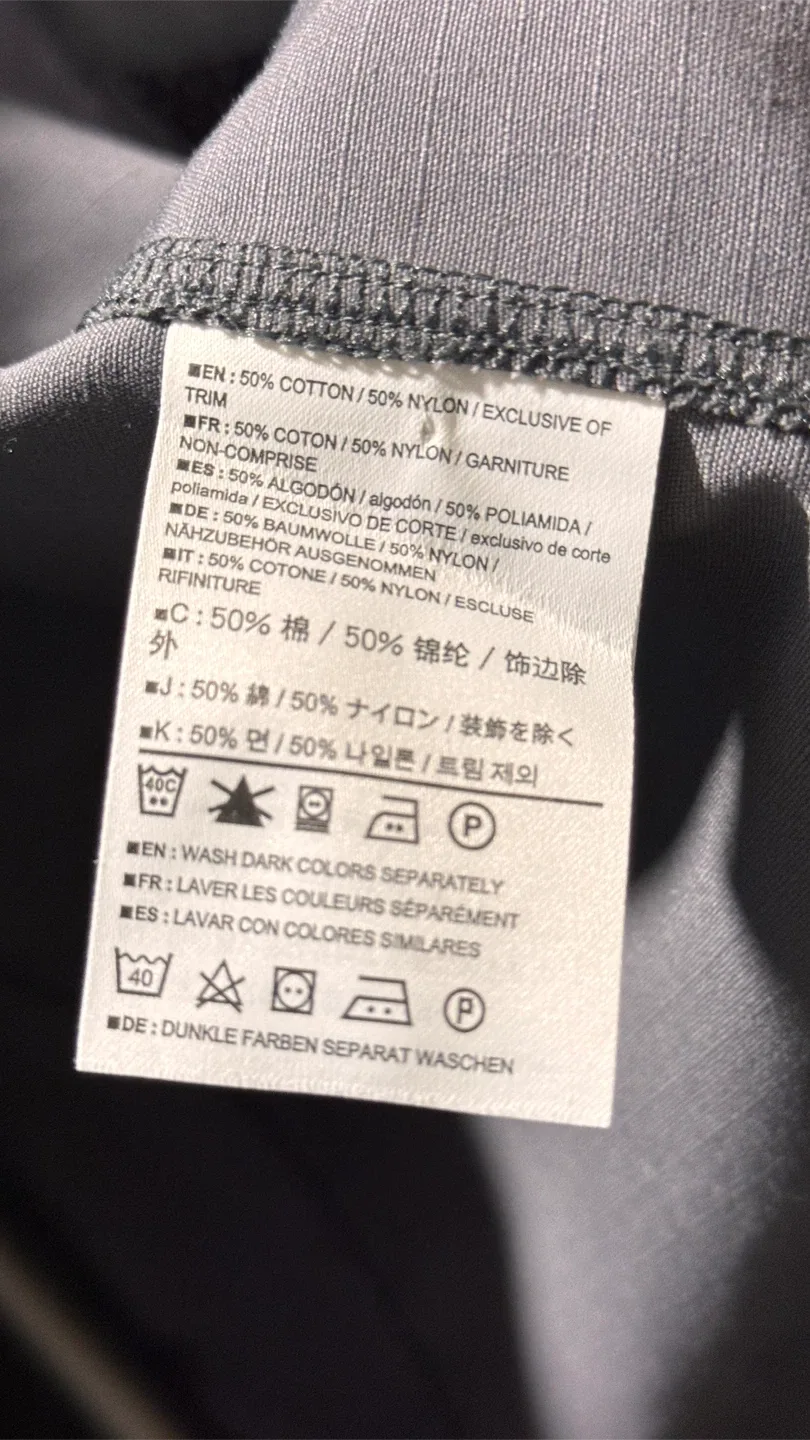 ■EN : 50% COTTON / 50% NYLON / EXCLUSIVE OF
TRIM
■FR : 50% COTON / 50% NYLON / GARNITURE
NON-COMPRISE
■ES : 50% ALGODÓN / algodón / 50% POLIAMIDA /
poliamida / EXCLUSIVO DE CORTE / exclusivo de corte
■DE : 50% BAUMWOLLE / 50% NYLON /
NÄHZUBEHÖR AUSGENOMMEN
■IT : 50% COTONE / 50% NYLON / ESCLUSE
RIFINITURE
■C : 50% 棉 / 50% 锦纶 / 饰边除
外
■J : 50% 綿 / 50% ナイロン / 装飾を除く
■K : 50% 면 / 50% 나일론 / 트림 제외
40C P
■EN : WASH DARK COLORS SEPARATELY
■FR : LAVER LES COULEURS SÉPARÉMENT
■ES : LAVAR CON COLORES SIMILARES
40 P
■DE : DUNKLE FARBEN SEPARAT WASCHEN